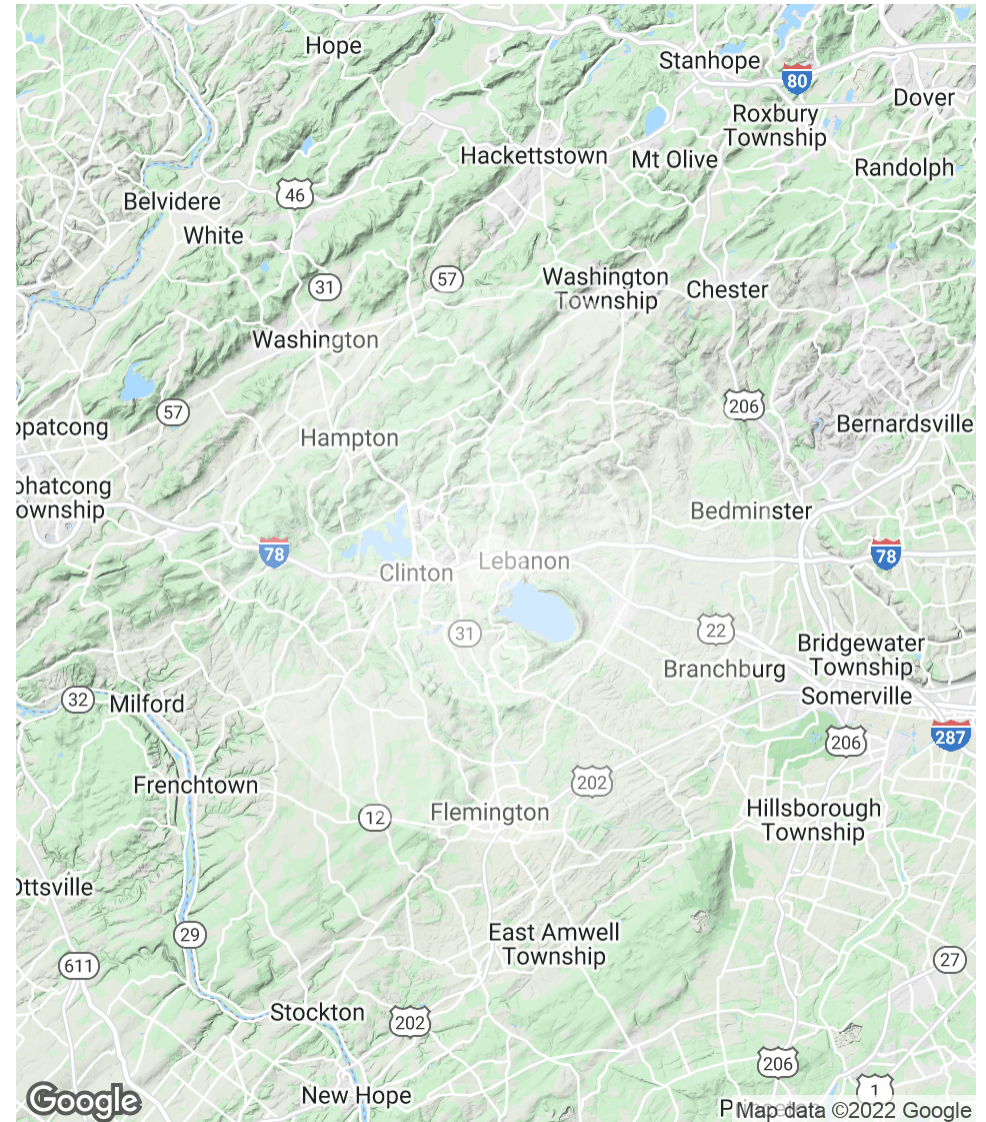 Hope
Stanhope
80
Dover
Roxbury
Township
Hackettstown
Mt Olive
Randolph
46
Belvidere
White
31
57
Washington
Township
Chester
Washington
57
206
opatcong
Hampton
Bernardsville
ohatcong
ownship
Bedminster
78
Clinton
Lebanon
78
31
22
Bridgewater
Township
Branchburg
Somerville
32
Milford
206
287
Frenchtown
202
12
Flemington
Hillsborough
Township
Ottsville
29
East Amwell
Township
611
27
Stockton
202
206
New Hope
1
Google
Map data ©2022 Google